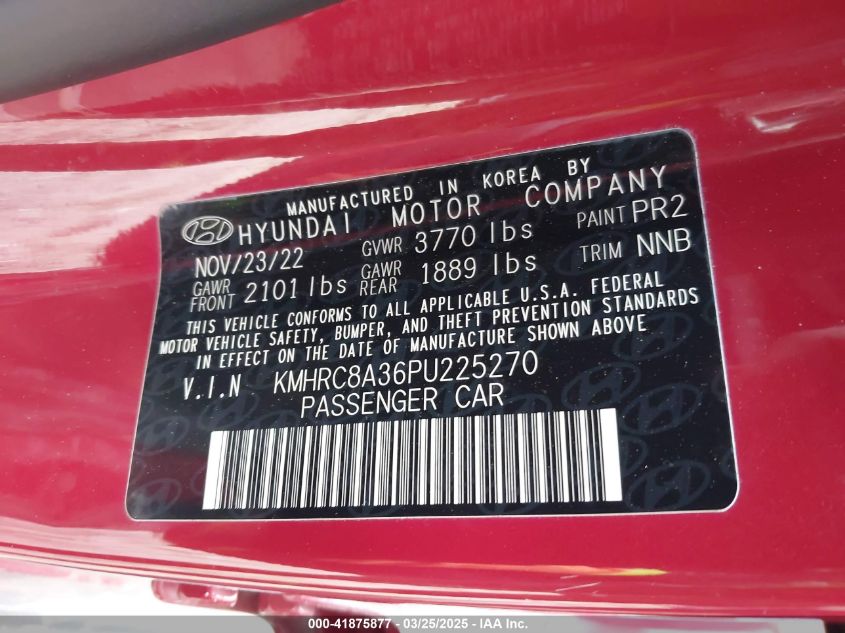 MANUFACTURED IN KOREA BY
HYUNDAI MOTOR COMPANY
NOV/23/22 GVWR 3770 lbs PAINT PR2
GAWR FRONT 2101 lbs GAWR REAR 1889 lbs TRIM NNB
THIS VEHICLE CONFORMS TO ALL APPLICABLE U.S.A. FEDERAL
MOTOR VEHICLE SAFETY, BUMPER, AND THEFT PREVENTION STANDARDS
IN EFFECT ON THE DATE OF MANUFACTURE SHOWN ABOVE
V.I.N KMHRC8A36PU225270
PASSENGER CAR
000-41875877 | 03/25/2025 | IAA Inc.